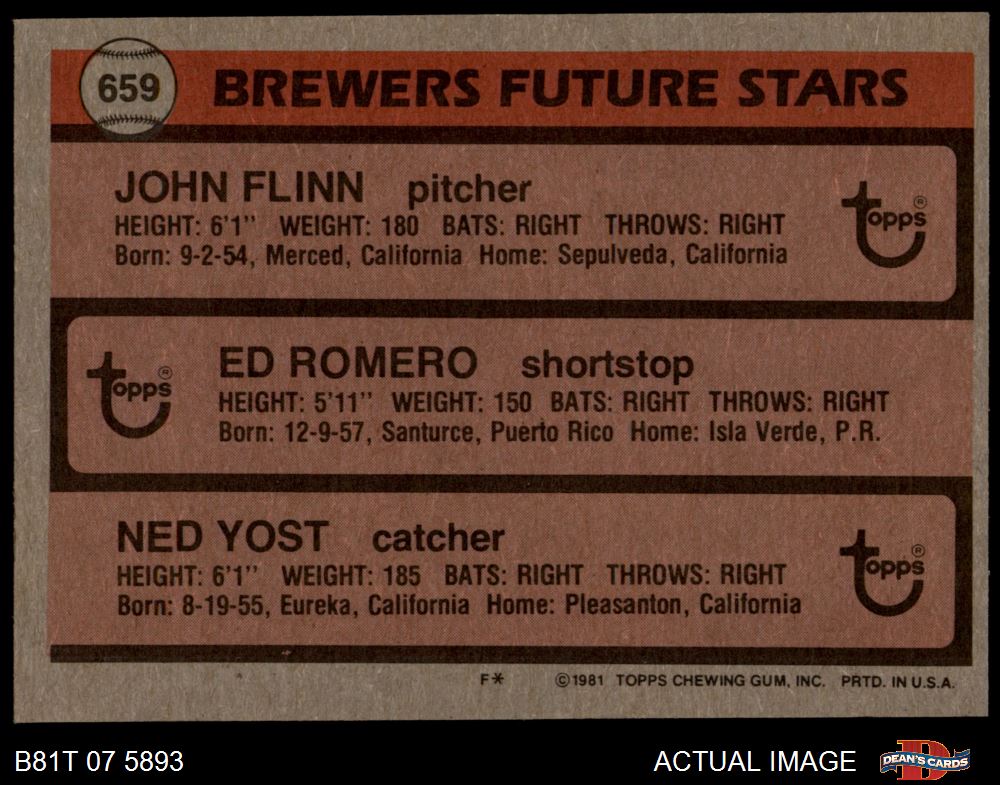 659
BREWERS FUTURE STARS
JOHN FLINN pitcher
HEIGHT: 6'1" WEIGHT: 180 BATS: RIGHT THROWS: RIGHT
Born: 9-2-54, Merced, California Home: Sepulveda, California
topps®
ED ROMERO shortstop
HEIGHT: 5'11" WEIGHT: 150 BATS: RIGHT THROWS: RIGHT
Born: 12-9-57, Santurce, Puerto Rico Home: Isla Verde, P.R.
topps®
NED YOST catcher
HEIGHT: 6'1" WEIGHT: 185 BATS: RIGHT THROWS: RIGHT
Born: 8-19-55, Eureka, California Home: Pleasanton, California
topps®
F* ©1981 TOPPS CHEWING GUM, INC. PRTD. IN U.S.A.
B81T 07 5893
ACTUAL IMAGE
D
DEAN'S CARDS